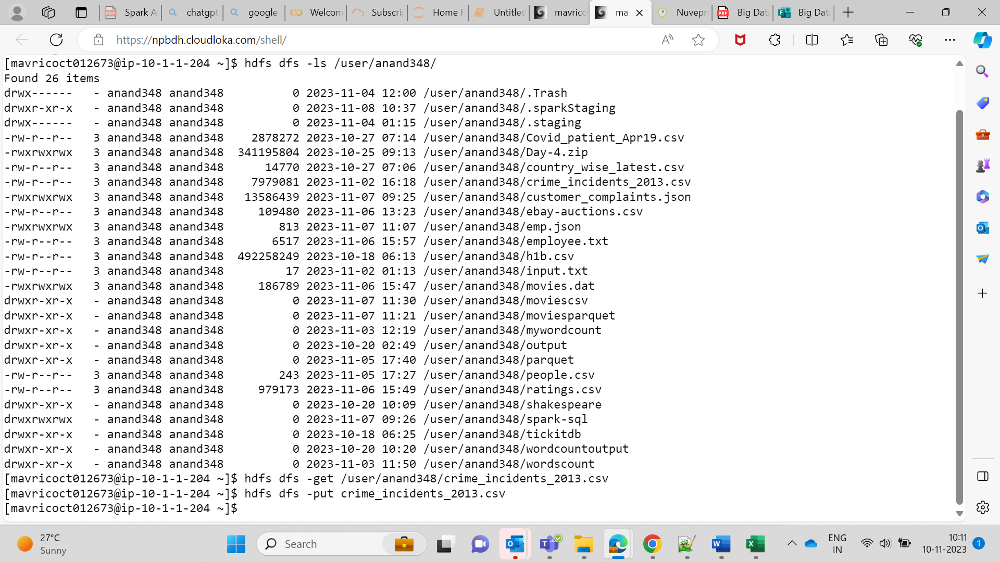 Spark A
chatgpt
google
Welcom
Subscri
Home P
Untitled
mavrico
ma
Nuvepr
Big Dat
Big Dat
https://npbdh.cloudloka.com/shell/
[mavricoct012673@ip-10-1-1-204 ~]$ hdfs dfs -ls /user/anand348/
Found 26 items
drwx------   - anand348 anand348          0 2023-11-04 12:00 /user/anand348/.Trash
drwxr-xr-x   - anand348 anand348          0 2023-11-08 10:37 /user/anand348/.sparkStaging
drwx------   - anand348 anand348          0 2023-11-04 01:15 /user/anand348/.staging
-rw-r--r--   3 anand348 anand348    2878272 2023-10-27 07:14 /user/anand348/Covid_patient_Apr19.csv
-rwxrwxrwx   3 anand348 anand348  341195804 2023-10-25 09:13 /user/anand348/Day-4.zip
-rw-r--r--   3 anand348 anand348      14770 2023-10-27 07:06 /user/anand348/country_wise_latest.csv
-rw-r--r--   3 anand348 anand348    7979081 2023-11-02 16:18 /user/anand348/crime_incidents_2013.csv
-rwxrwxrwx   3 anand348 anand348   13586439 2023-11-07 09:25 /user/anand348/customer_complaints.json
-rw-r--r--   3 anand348 anand348     109480 2023-11-06 13:23 /user/anand348/ebay-auctions.csv
-rwxrwxrwx   3 anand348 anand348        813 2023-11-07 11:07 /user/anand348/emp.json
-rw-r--r--   3 anand348 anand348       6517 2023-11-06 15:57 /user/anand348/employee.txt
-rw-r--r--   3 anand348 anand348  492258249 2023-10-18 06:13 /user/anand348/h1b.csv
-rw-r--r--   3 anand348 anand348         17 2023-11-02 01:13 /user/anand348/input.txt
-rwxrwxrwx   3 anand348 anand348     186789 2023-11-06 15:47 /user/anand348/movies.dat
drwxr-xr-x   - anand348 anand348          0 2023-11-07 11:30 /user/anand348/moviescsv
drwxr-xr-x   - anand348 anand348          0 2023-11-07 11:21 /user/anand348/moviesparquet
drwxr-xr-x   - anand348 anand348          0 2023-11-03 12:19 /user/anand348/mywordcount
drwxr-xr-x   - anand348 anand348          0 2023-10-20 02:49 /user/anand348/output
drwxr-xr-x   - anand348 anand348          0 2023-11-05 17:40 /user/anand348/parquet
-rw-r--r--   3 anand348 anand348        243 2023-11-05 17:27 /user/anand348/people.csv
-rw-r--r--   3 anand348 anand348     979173 2023-11-06 15:49 /user/anand348/ratings.csv
drwxr-xr-x   - anand348 anand348          0 2023-10-20 10:09 /user/anand348/shakespeare
drwxrwxrwx   - anand348 anand348          0 2023-11-07 09:26 /user/anand348/spark-sql
drwxr-xr-x   - anand348 anand348          0 2023-10-18 06:25 /user/anand348/tickitdb
drwxr-xr-x   - anand348 anand348          0 2023-10-20 10:20 /user/anand348/wordcountoutput
drwxr-xr-x   - anand348 anand348          0 2023-11-03 11:50 /user/anand348/wordscount
[mavricoct012673@ip-10-1-1-204 ~]$ hdfs dfs -get /user/anand348/crime_incidents_2013.csv
[mavricoct012673@ip-10-1-1-204 ~]$ hdfs dfs -put crime_incidents_2013.csv
[mavricoct012673@ip-10-1-1-204 ~]$
27°C
Sunny
Search
ENG
IN
10:11
10-11-2023
1